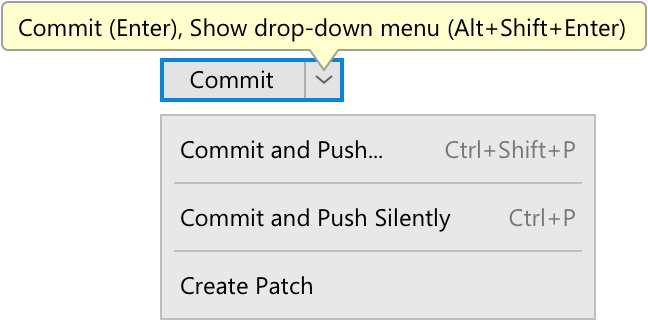 Commit (Enter), Show drop-down menu (Alt+Shift+Enter)
Commit
Commit and Push... Ctrl+Shift+P
Commit and Push Silently Ctrl+P
Create Patch